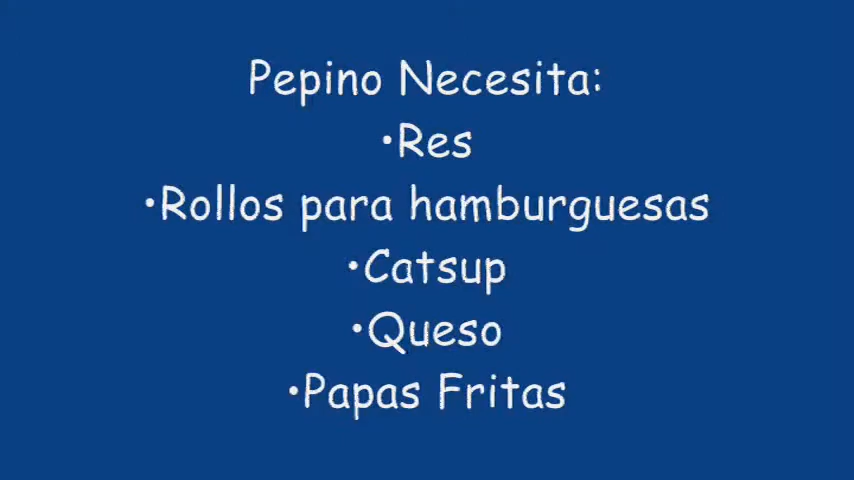 Pepino Necesita:
•Res
•Rollos para hamburguesas
•Catsup
•Queso
•Papas Fritas